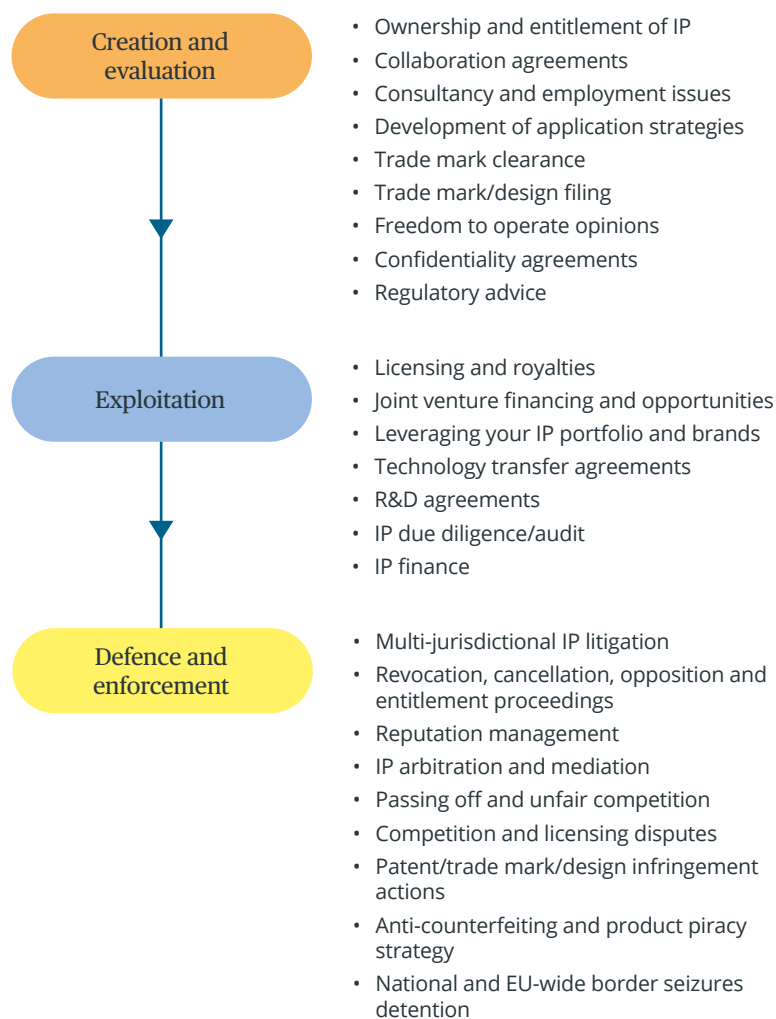 Creation and
evaluation
• Ownership and entitlement of IP
• Collaboration agreements
• Consultancy and employment issues
• Development of application strategies
• Trade mark clearance
• Trade mark/design filing
• Freedom to operate opinions
• Confidentiality agreements
• Regulatory advice
Exploitation
• Licensing and royalties
• Joint venture financing and opportunities
• Leveraging your IP portfolio and brands
• Technology transfer agreements
• R&D agreements
• IP due diligence/audit
• IP finance
Defence and
enforcement
• Multi-jurisdictional IP litigation
• Revocation, cancellation, opposition and
entitlement proceedings
• Reputation management
• IP arbitration and mediation
• Passing off and unfair competition
• Competition and licensing disputes
• Patent/trade mark/design infringement
actions
• Anti-counterfeiting and product piracy
strategy
• National and EU-wide border seizures
detention